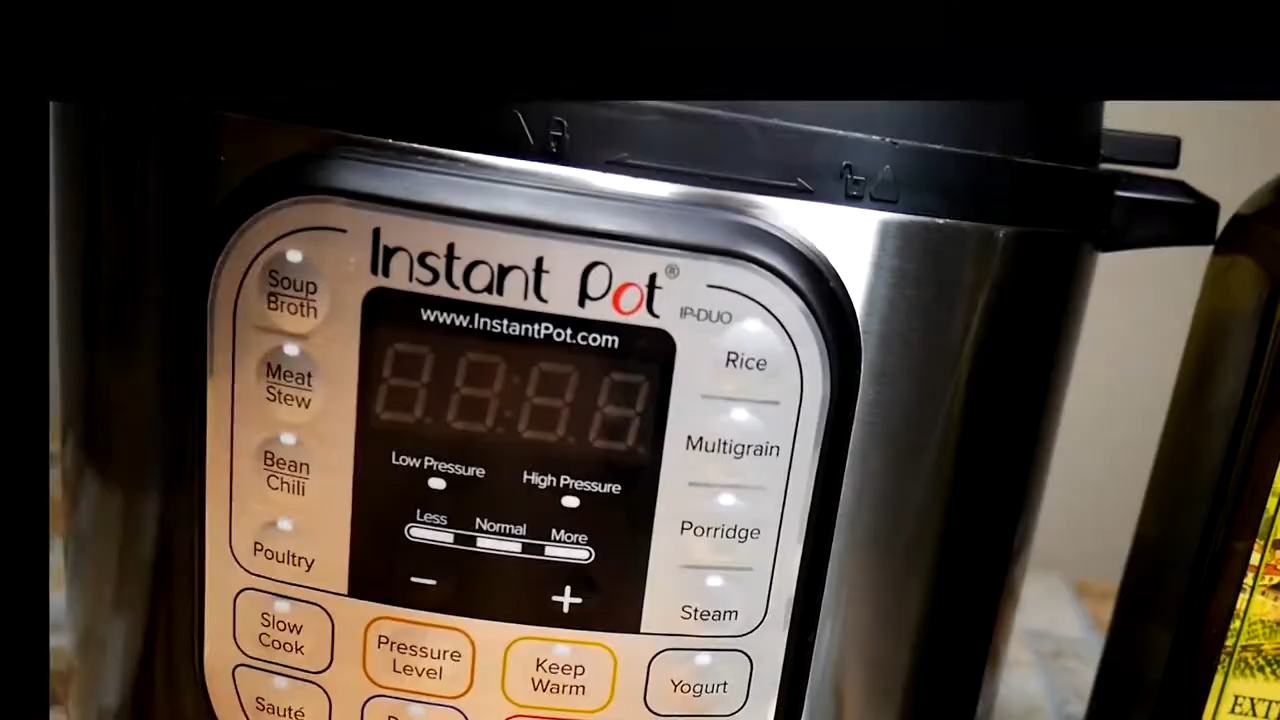 Instant Pot®
IP-DUO
www.InstantPot.com
Soup
Broth
Meat
Stew
Bean
Chili
Poultry
Low Pressure
High Pressure
Less Normal More
− +
Rice
Multigrain
Porridge
Steam
Slow
Cook
Pressure
Level
Keep
Warm
Yogurt
Sauté